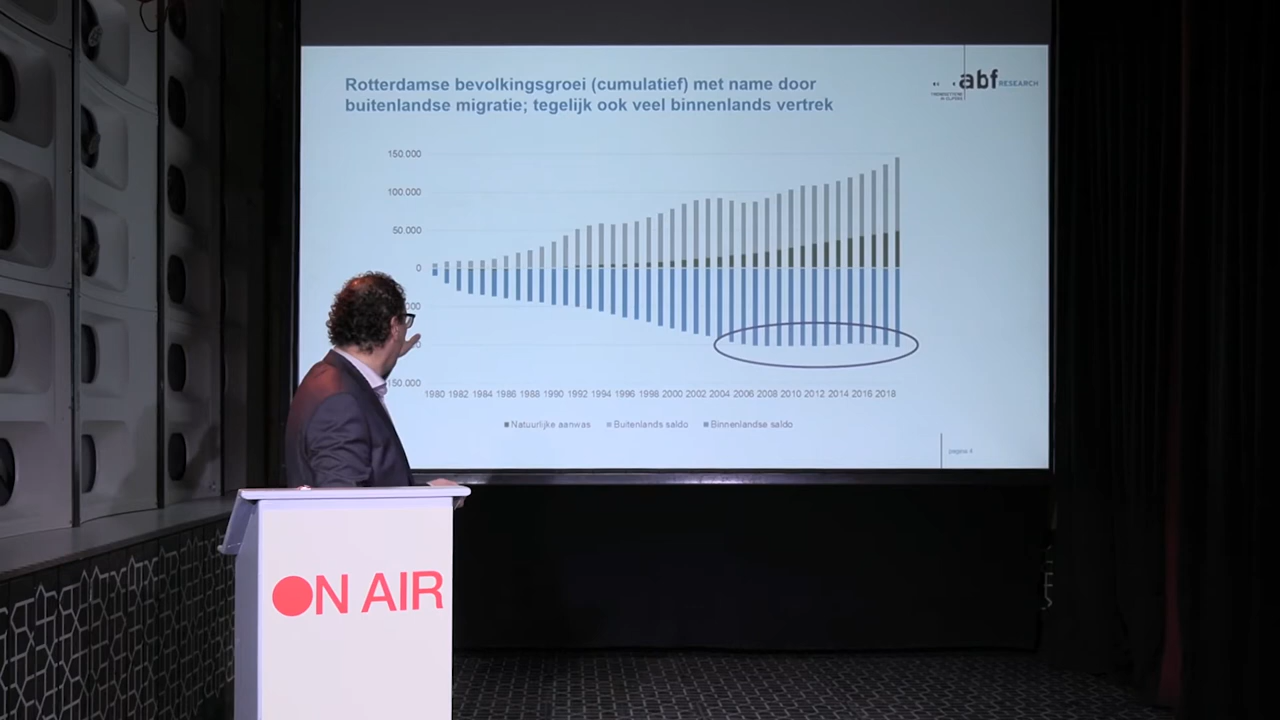 Rotterdamse bevolkingsgroei (cumulatief) met name door
buitenlandse migratie; tegelijk ook veel binnenlands vertrek
abf RESEARCH
150.000
100.000
50.000
0
150.000
1980 1982 1984 1986 1988 1990 1992 1994 1996 1998 2000 2002 2004 2006 2008 2010 2012 2014 2016 2018
Natuurlijke aanwas Buitenlands saldo Binnenlandse saldo
pagina 4
ON AIR